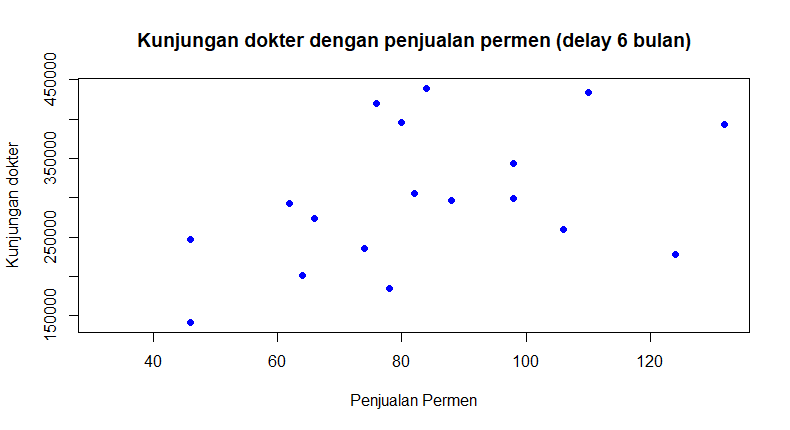 Kunjungan dokter dengan penjualan permen (delay 6 bulan)
Kunjungan dokter
450000
350000
250000
150000
40 60 80 100 120
Penjualan Permen